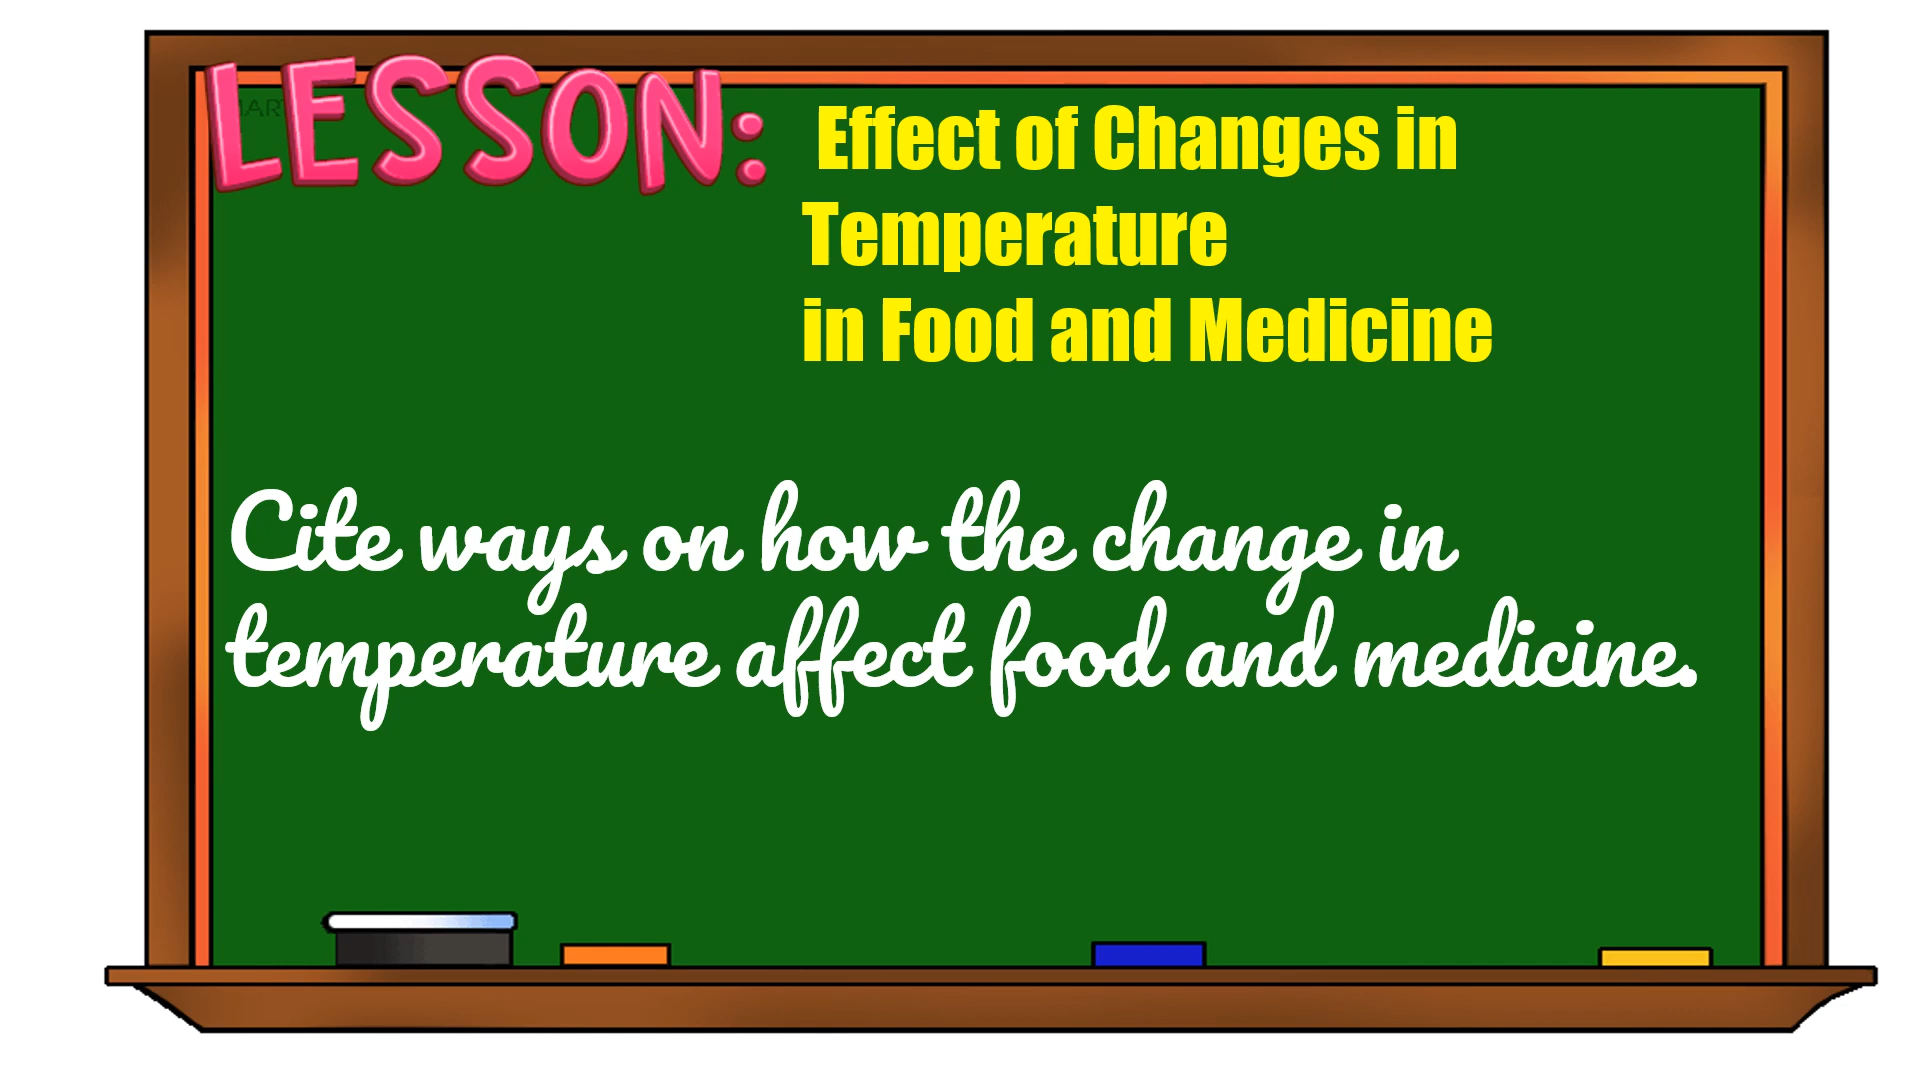 LESSON: Effect of Changes in
Temperature
in Food and Medicine
Cite ways on how the change in
temperature affect food and medicine.